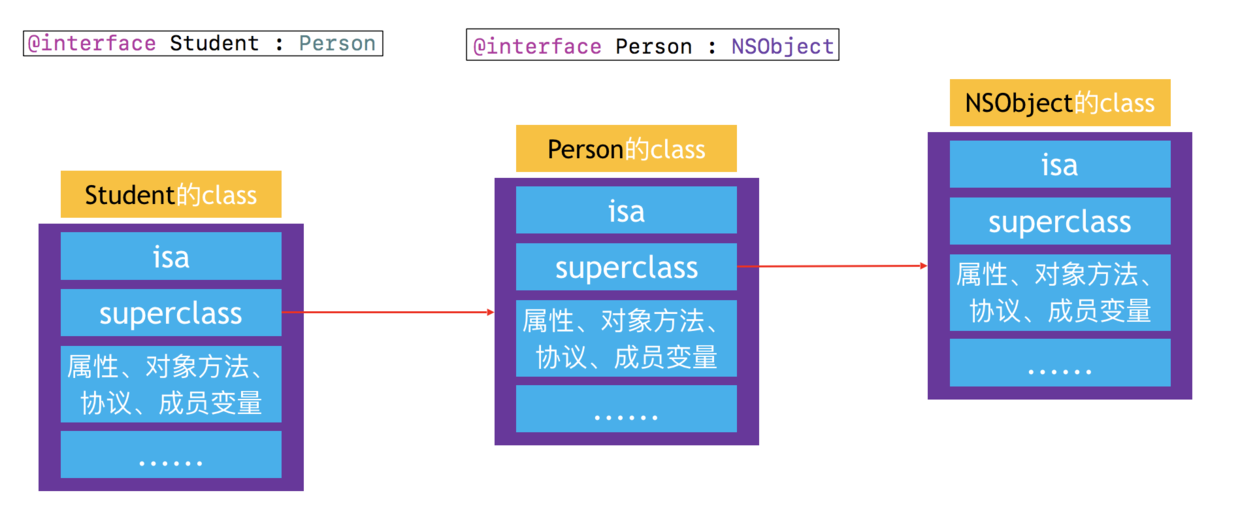 @interface Student : Person
@interface Person : NSObject
Student的class
isa
superclass
属性、对象方法、
协议、成员变量
......
Person的class
isa
superclass
属性、对象方法、
协议、成员变量
......
NSObject的class
isa
superclass
属性、对象方法、
协议、成员变量
......